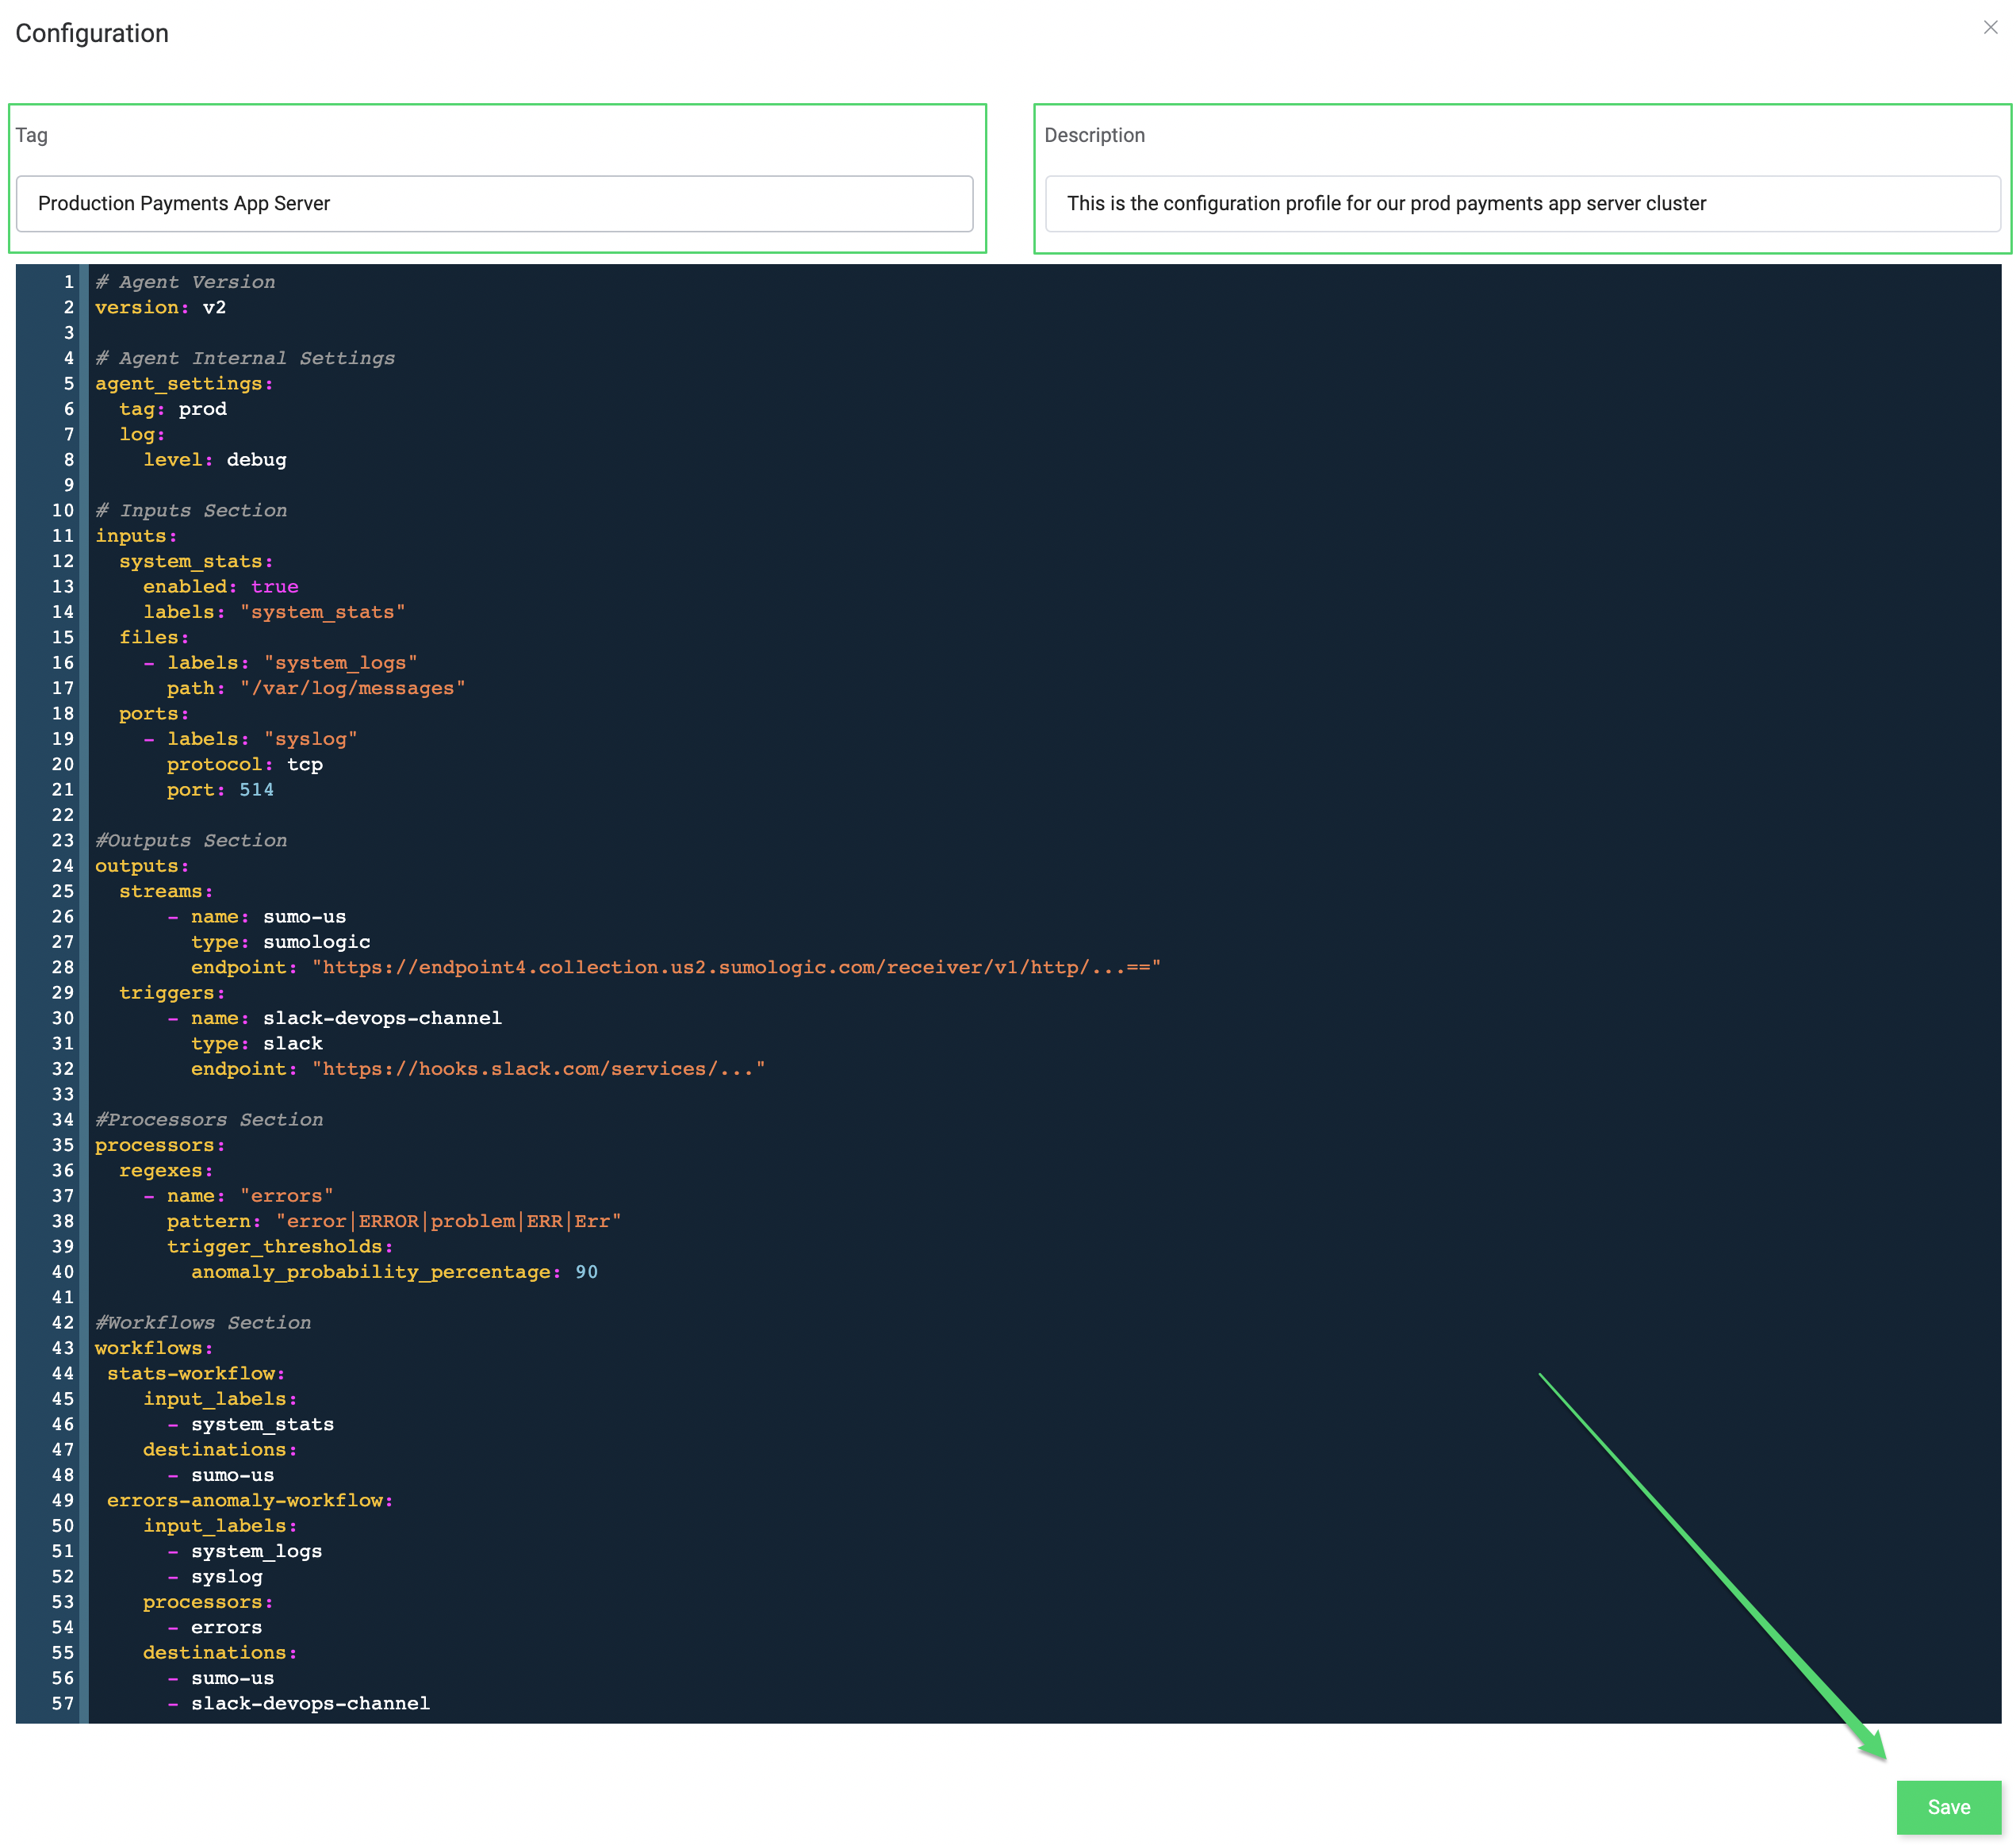 Configuration
Tag
Description
Production Payments App Server
This is the configuration profile for our prod payments app server cluster
1 # Agent Version
2 version: v2
3
4 # Agent Internal Settings
5 agent_settings:
6   tag: prod
7   log:
8     level: debug
9
10 # Inputs Section
11 inputs:
12   system_stats:
13     enabled: true
14     labels: "system_stats"
15   files:
16     - labels: "system_logs"
17       path: "/var/log/messages"
18   ports:
19     - labels: "syslog"
20       protocol: tcp
21       port: 514
22
23 #Outputs Section
24 outputs:
25   streams:
26       - name: sumo-us
27         type: sumologic
28         endpoint: "https://endpoint4.collection.us2.sumologic.com/receiver/v1/http/...=="
29   triggers:
30       - name: slack-devops-channel
31         type: slack
32         endpoint: "https://hooks.slack.com/services/..."
33
34 #Processors Section
35 processors:
36   regexes:
37     - name: "errors"
38       pattern: "error|ERROR|problem|ERR|Err"
39       trigger_thresholds:
40         anomaly_probability_percentage: 90
41
42 #Workflows Section
43 workflows:
44  stats-workflow:
45     input_labels:
46       - system_stats
47     destinations:
48       - sumo-us
49  errors-anomaly-workflow:
50     input_labels:
51       - system_logs
52       - syslog
53     processors:
54       - errors
55     destinations:
56       - sumo-us
57       - slack-devops-channel
Save